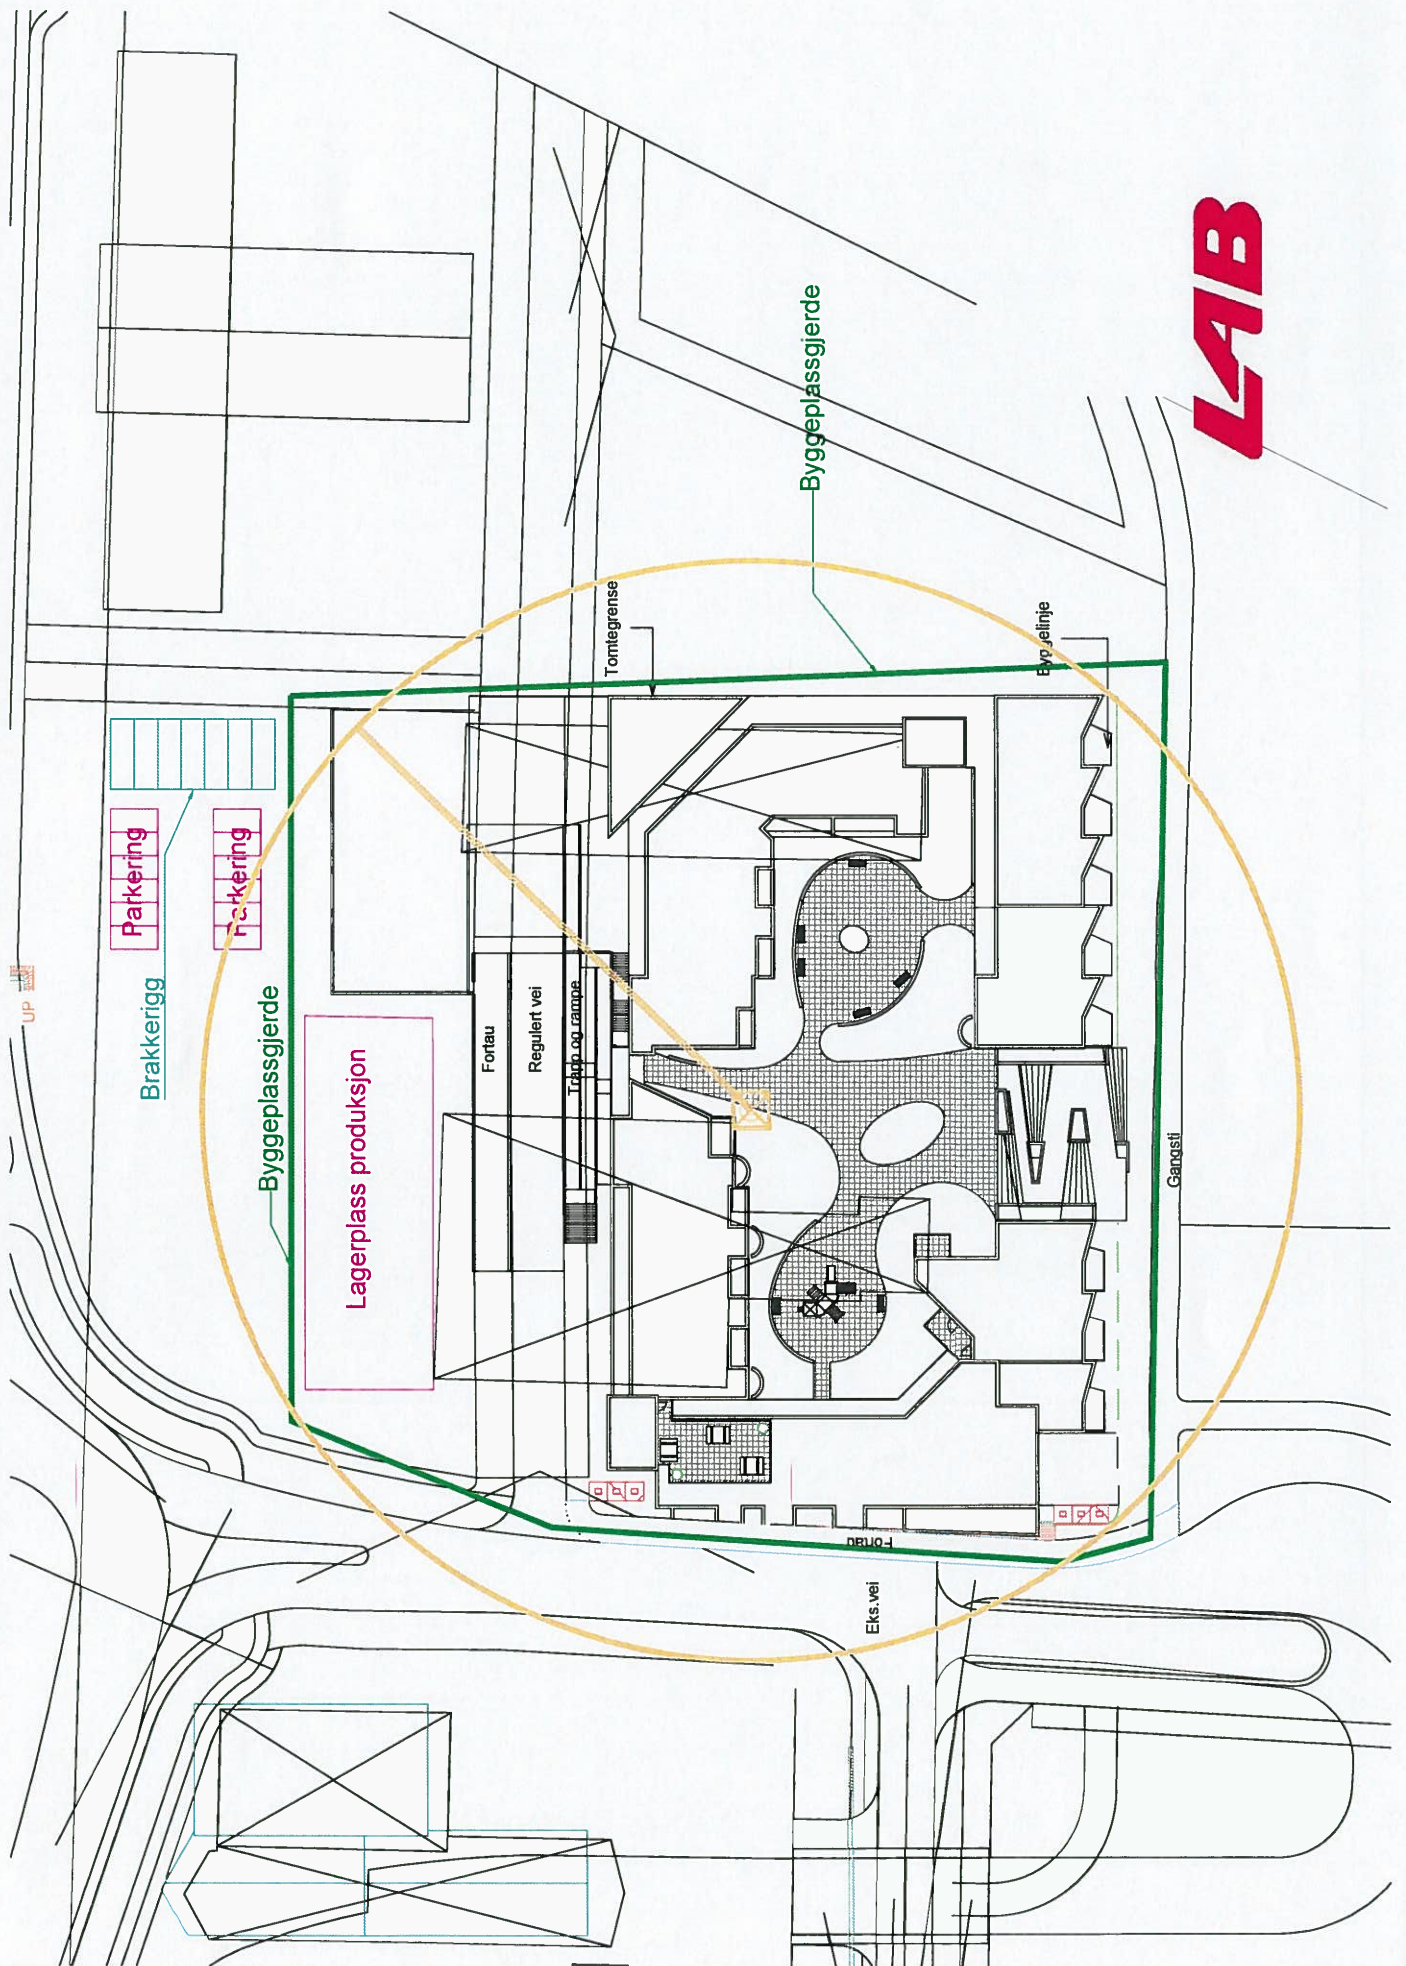 LAB
Byggeplassgjerde
Tomtegrense
Byggelinje
Parkering
Parkering
Brakkerigg
UP
Byggeplassgjerde
Lagerplass produksjon
Fortau
Regulert vei
Trapp og rampe
Gangsti
Fortau
Eks.vei